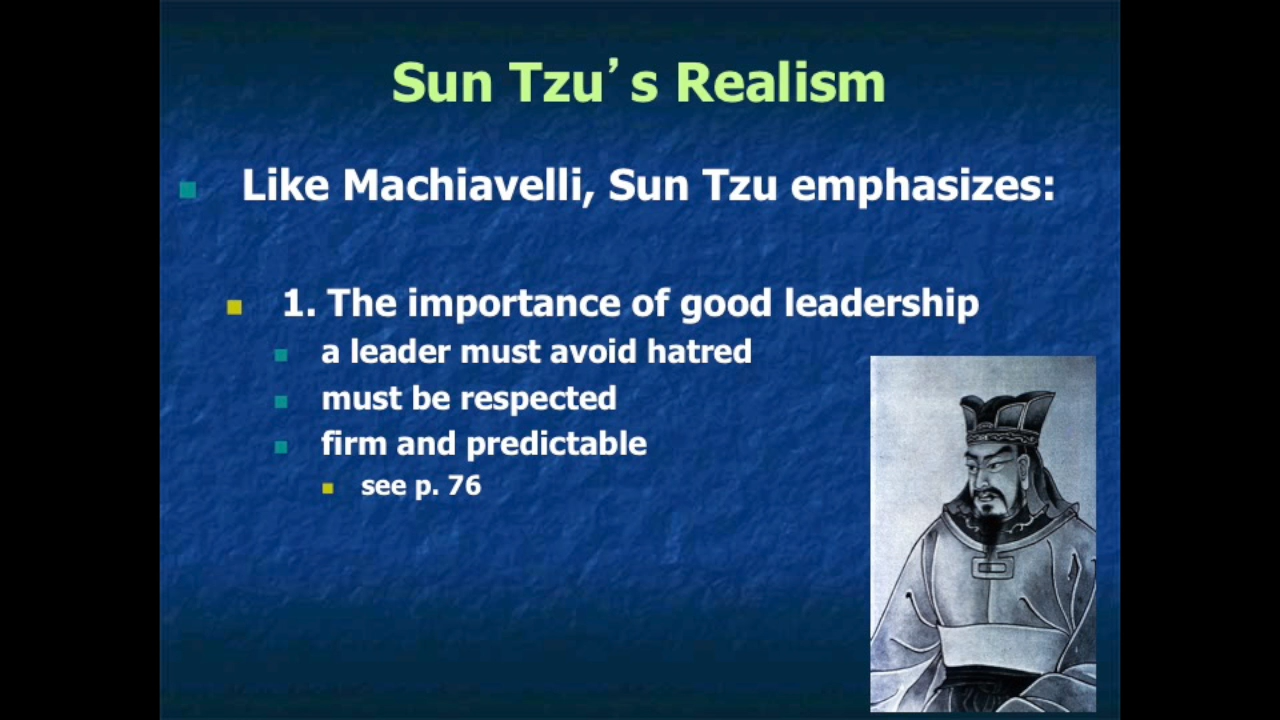 Sun Tzu’s Realism
Like Machiavelli, Sun Tzu emphasizes:
1. The importance of good leadership
a leader must avoid hatred
must be respected
firm and predictable
see p. 76